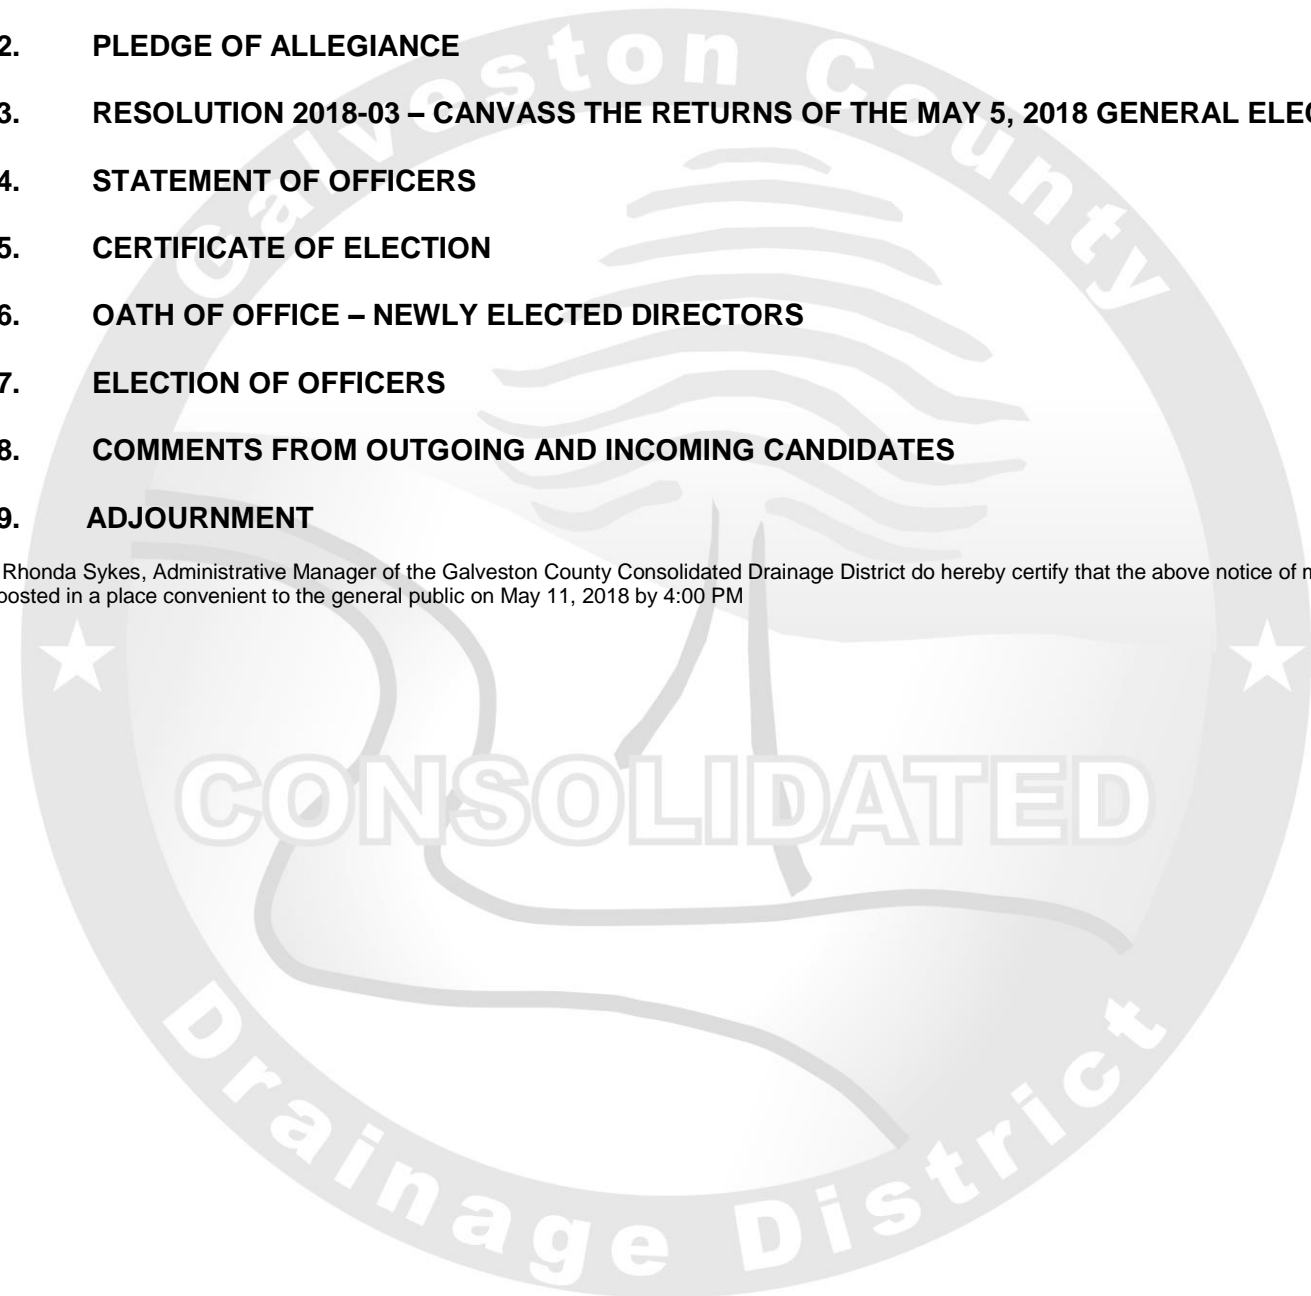 2. PLEDGE OF ALLEGIANCE
3. RESOLUTION 2018-03 – CANVASS THE RETURNS OF THE MAY 5, 2018 GENERAL
4. STATEMENT OF OFFICERS
5. CERTIFICATE OF ELECTION
6. OATH OF OFFICE – NEWLY ELECTED DIRECTORS
7. ELECTION OF OFFICERS
8. COMMENTS FROM OUTGOING AND INCOMING CANDIDATES
9. ADJOURNMENT
Rhonda Sykes, Administrative Manager of the Galveston County Consolidated Drainage District do hereby certify that the above notice of
posted in a place convenient to the general public on May 11, 2018 by 4:00 PM
Galveston County
CONSOLIDATED
Drainage District